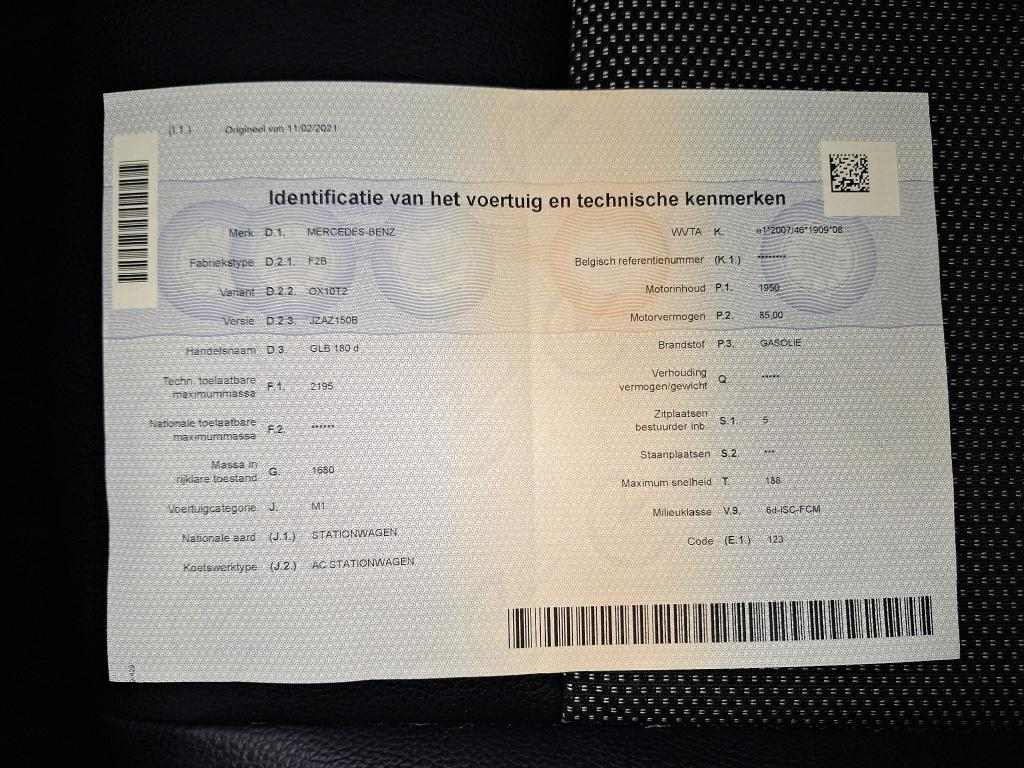 (I.1.) Origineel van 11/02/2021
Identificatie van het voertuig en technische kenmerken
Merk D.1. MERCEDES-BENZ
Fabriekstype D.2.1. F2B
Variant D.2.2. OX10T2
Versie D.2.3. JZAZ150B
Handelsnaam D.3. GLB 180 d
Techn. toelaatbare
maximummassa F.1. 2195
Nationale toelaatbare
maximummassa F.2. ******
Massa in
rijklare toestand G. 1680
Voertuigcategorie J. M1
Nationale aard (J.1.) STATIONWAGEN
Koetswerktype (J.2.) AC STATIONWAGEN
WVTA K. e1*2007/46*1909*08
Belgisch referentienummer (K.1.) ********
Motorinhoud P.1. 1950
Motorvermogen P.2. 85,00
Brandstof P.3. GASOLIE
Verhouding
vermogen/gewicht Q. *****
Zitplaatsen
bestuurder inb. S.1. 5
Staanplaatsen S.2. ***
Maximum snelheid T. 188
Milieuklasse V.9. 6d-ISC-FCM
Code (E.1.) 123